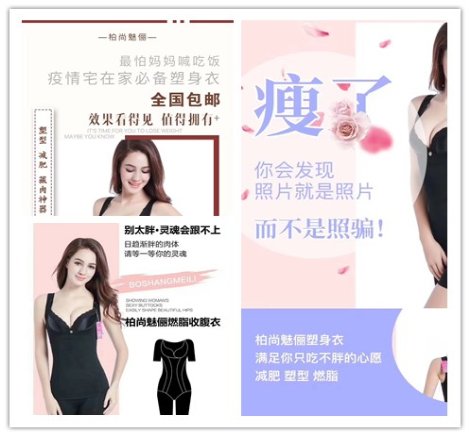 —柏尚魅俪—
最怕妈妈喊吃饭
疫情宅在家必备塑身衣
全国包邮
效果看得见 值得拥有+
IT'S TIME FOR YOU TO LOSE WEIGHT
MAYBE YOU KNOW
塑型 减肥 藏肉神器
别太胖·灵魂会跟不上
日趋渐胖的肉体
请等一等你的灵魂
BOSHANGMEILI
SHOWING WOMAN'S
SEXY BUTTOCKS
EASILY SHAPE BEAUTIFUL HIPS
柏尚魅俪燃脂收腹衣
瘦了
你会发现
照片就是照片
而不是照骗!
柏尚魅俪塑身衣
满足你只吃不胖的心愿
减肥 塑型 燃脂